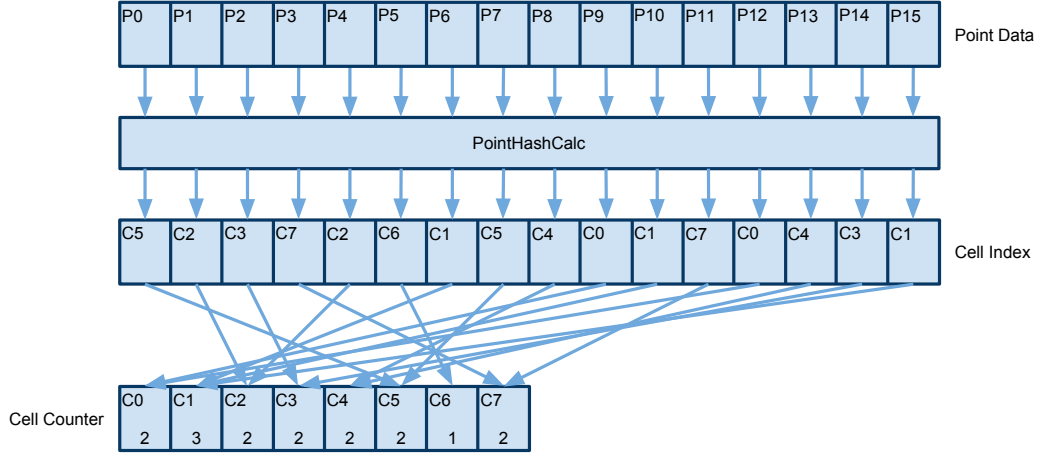 P0 P1 P2 P3 P4 P5 P6 P7 P8 P9 P10 P11 P12 P13 P14 P15
Point Data
PointHashCalc
C5 C2 C3 C7 C2 C6 C1 C5 C4 C0 C1 C7 C0 C4 C3 C1
Cell Index
Cell Counter
C0 C1 C2 C3 C4 C5 C6 C7
2 3 2 2 2 2 1 2